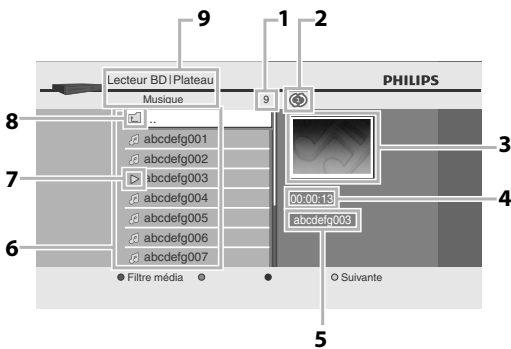 9 1 2
Lecteur BD | Plateau
PHILIPS
Musique 9
8 ..
3
abcdefg001
abcdefg002
7 abcdefg003
4
abcdefg004 00:00:13
abcdefg005 abcdefg003
6 abcdefg006
abcdefg007
Filtre média Suivante
5